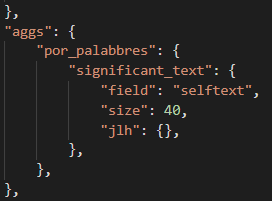 },
"aggs": {
"por_palabbres": {
"significant_text": {
"field": "selftext",
"size": 40,
"jlh": {},
},
},
},